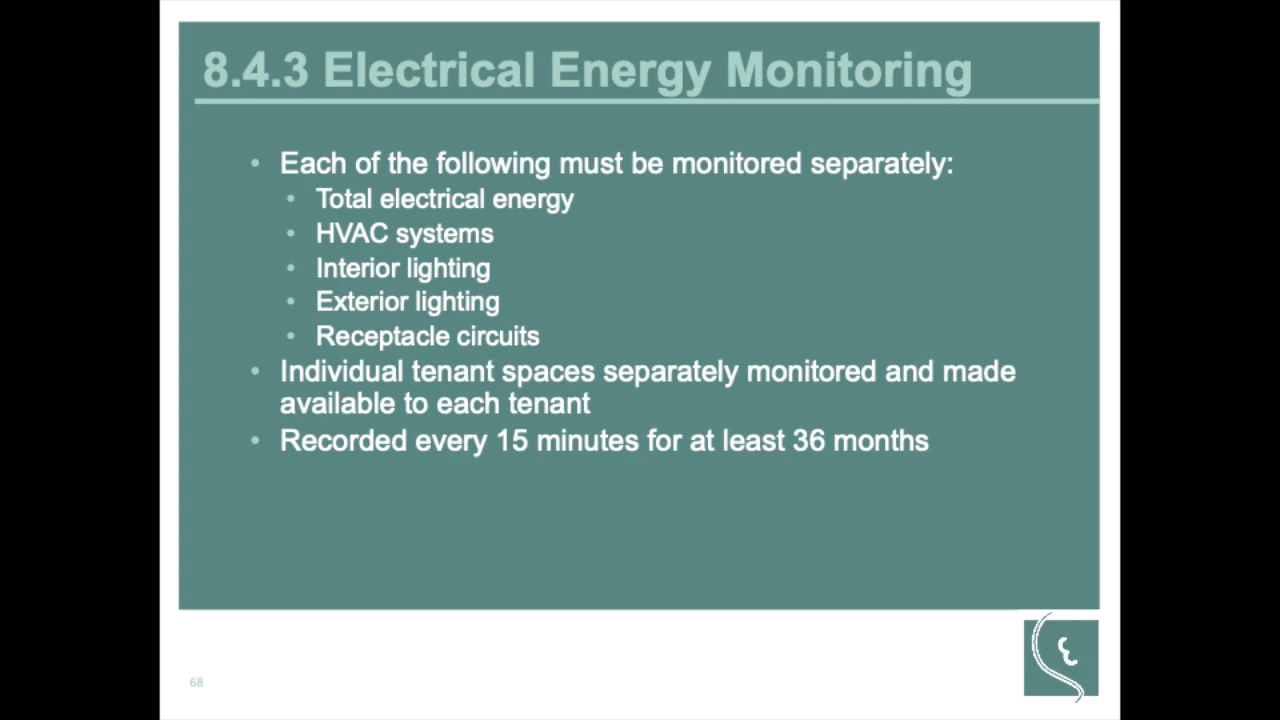 8.4.3 Electrical Energy Monitoring
• Each of the following must be monitored separately:
• Total electrical energy
• HVAC systems
• Interior lighting
• Exterior lighting
• Receptacle circuits
• Individual tenant spaces separately monitored and made
available to each tenant
• Recorded every 15 minutes for at least 36 months
68